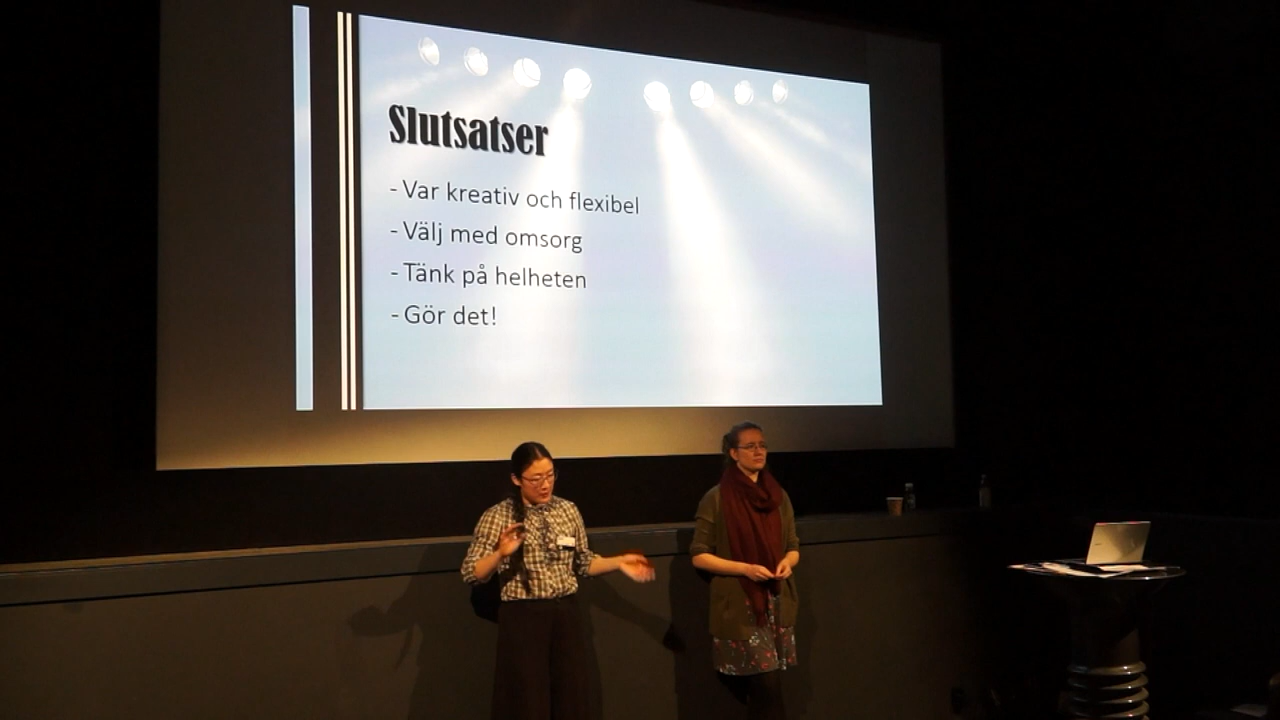 Slutsatser
- Var kreativ och flexibel
- Välj med omsorg
- Tänk på helheten
- Gör det!